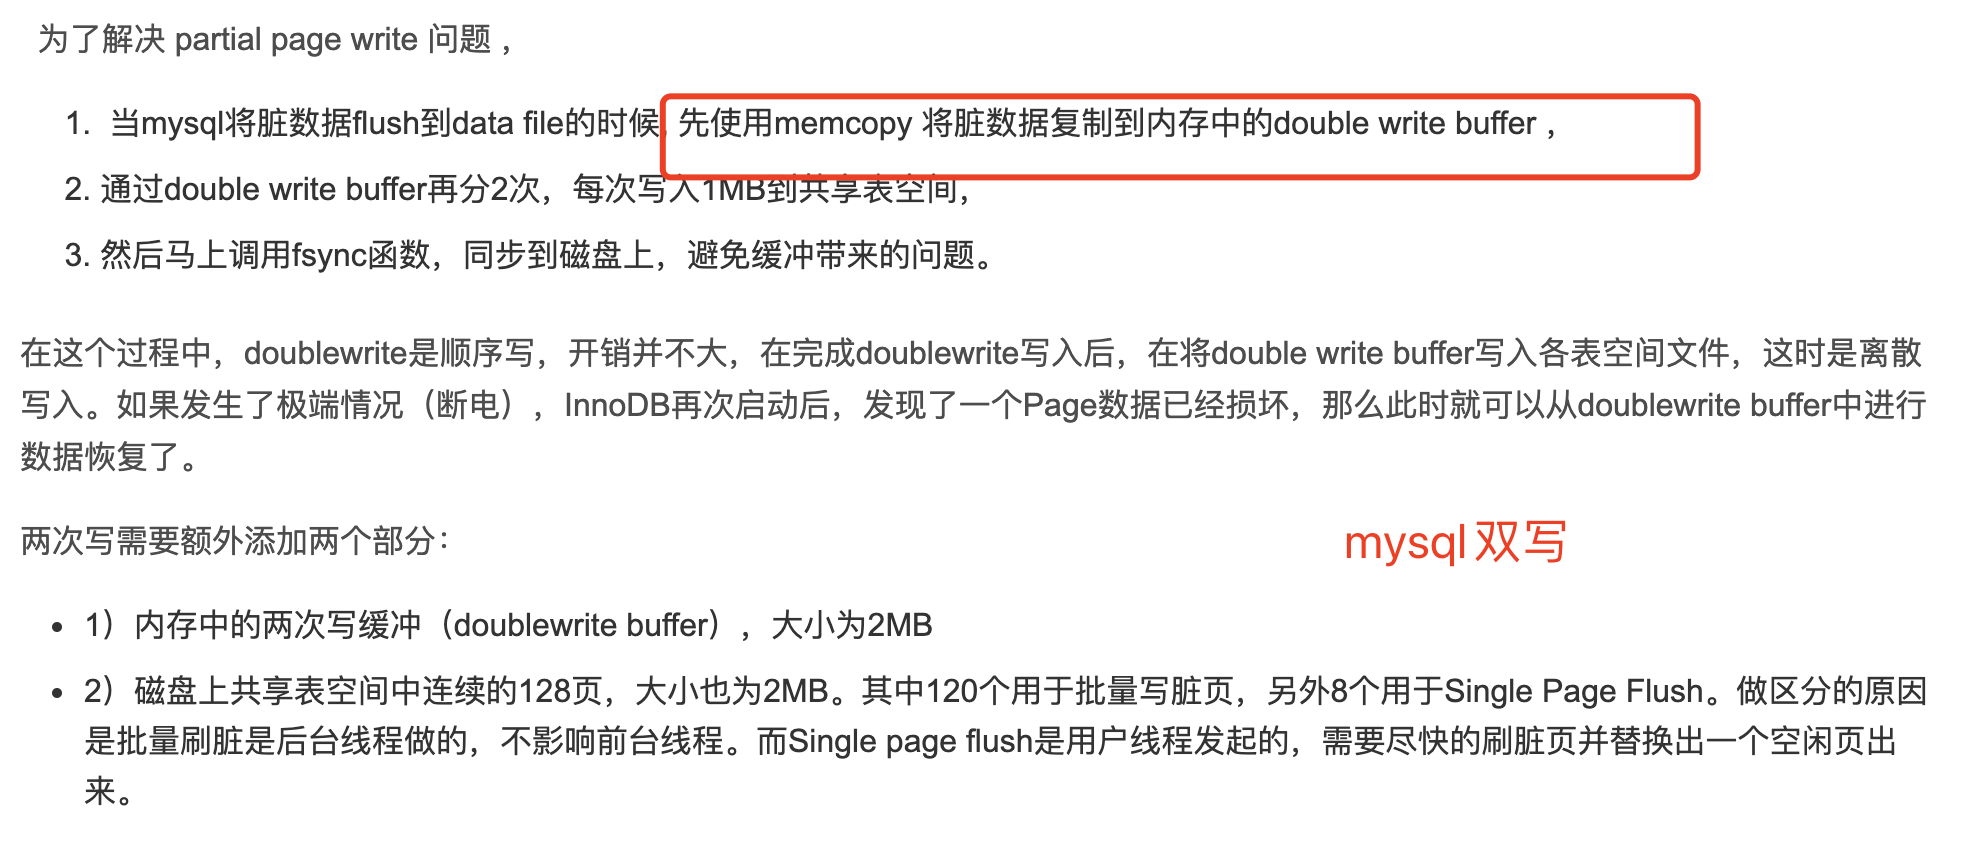 为了解决 partial page write 问题，
1. 当mysql将脏数据flush到data file的时候, 先使用memcopy 将脏数据复制到内存中的double write buffer，
2. 通过double write buffer再分2次，每次写入1MB到共享表空间，
3. 然后马上调用fsync函数，同步到磁盘上，避免缓冲带来的问题。
在这个过程中，doublewrite是顺序写，开销并不大，在完成doublewrite写入后，在将double write buffer写入各表空间文件，这时是离散
写入。如果发生了极端情况（断电），InnoDB再次启动后，发现了一个Page数据已经损坏，那么此时就可以从doublewrite buffer中进行
数据恢复了。
两次写需要额外添加两个部分：
mysql双写
• 1）内存中的两次写缓冲（doublewrite buffer），大小为2MB
• 2）磁盘上共享表空间中连续的128页，大小也为2MB。其中120个用于批量写脏页，另外8个用于Single Page Flush。做区分的原因
是批量刷脏是后台线程做的，不影响前台线程。而Single page flush是用户线程发起的，需要尽快的刷脏页并替换出一个空闲页出
来。